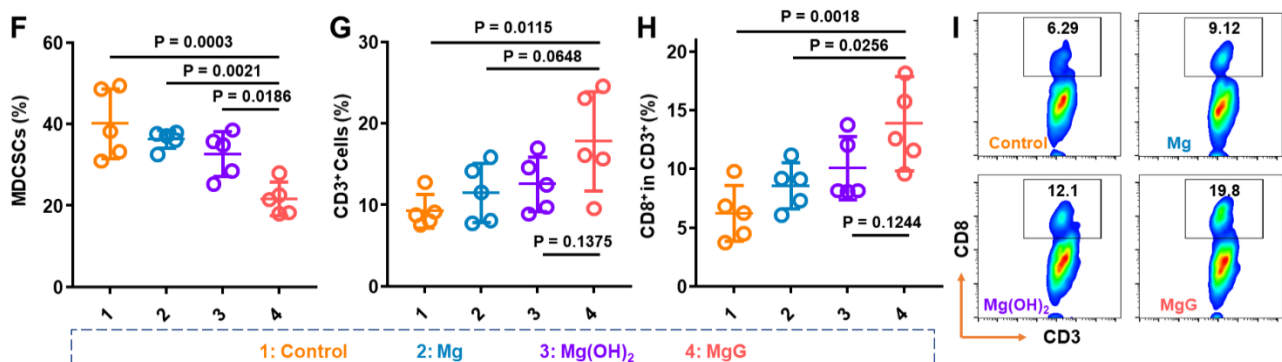 F
P = 0.0003
P = 0.0021
P = 0.0186
MDCSCs (%)
60
40
20
0
1 2 3 4
G
P = 0.0115
P = 0.0648
P = 0.1375
CD3⁺ Cells (%)
30
20
10
0
1 2 3 4
H
P = 0.0018
P = 0.0256
P = 0.1244
CD8⁺ in CD3⁺ (%)
20
15
10
5
0
1 2 3 4
I
6.29
Control
9.12
Mg
12.1
Mg(OH)₂
19.8
MgG
CD8
CD3
1: Control 2: Mg 3: Mg(OH)₂ 4: MgG